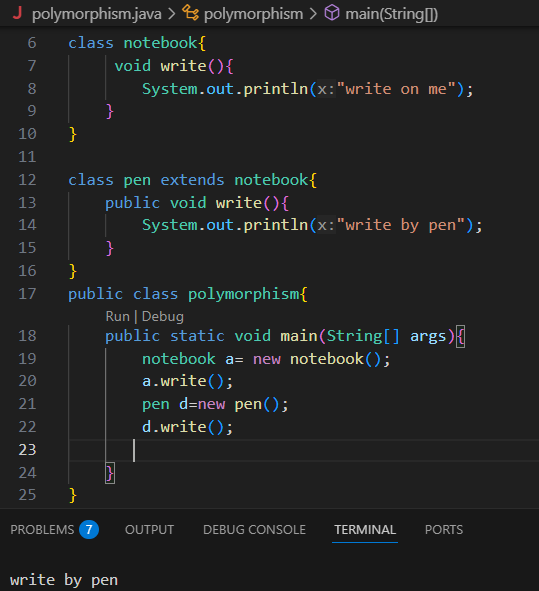 J polymorphism.java > polymorphism > main(String[])
6 class notebook{
7 void write(){
8 System.out.println(x:"write on me");
9 }
10 }
11
12 class pen extends notebook{
13 public void write(){
14 System.out.println(x:"write by pen");
15 }
16 }
17 public class polymorphism{
Run | Debug
18 public static void main(String[] args){
19 notebook a= new notebook();
20 a.write();
21 pen d=new pen();
22 d.write();
23
24 }
25 }
PROBLEMS 7 OUTPUT DEBUG CONSOLE TERMINAL PORTS
write by pen